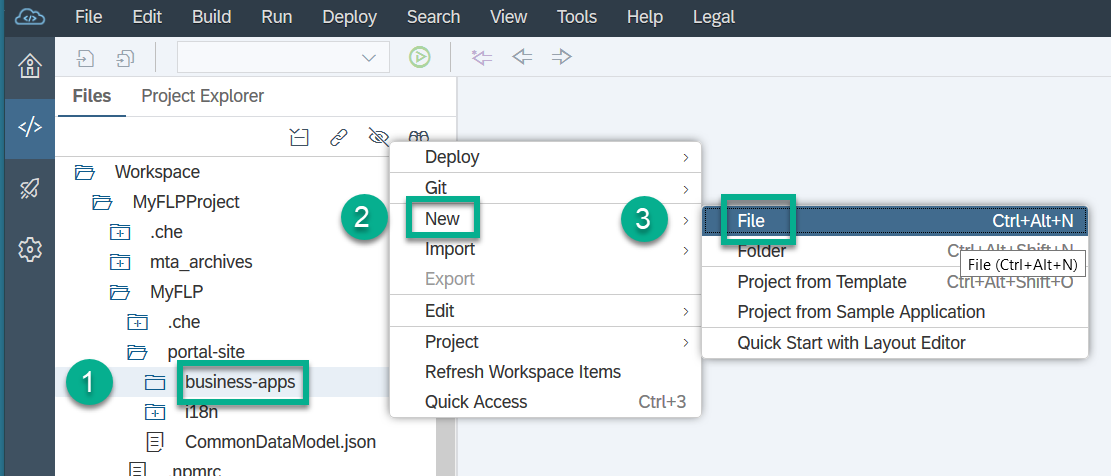 File Edit Build Run Deploy Search View Tools Help Legal
Files Project Explorer
Workspace
MyFLPProject
.che
mta_archives
MyFLP
.che
portal-site
1 business-apps
i18n
CommonDataModel.json
npmrc
Deploy
Git
2 New
Import
Export
Edit
Project
Refresh Workspace Items
Quick Access Ctrl+3
3 File Ctrl+Alt+N
Folder Ctrl+Alt+Shift+N
File (Ctrl+Alt+N)
Project from Template Ctrl+Alt+Shift+O
Project from Sample Application
Quick Start with Layout Editor